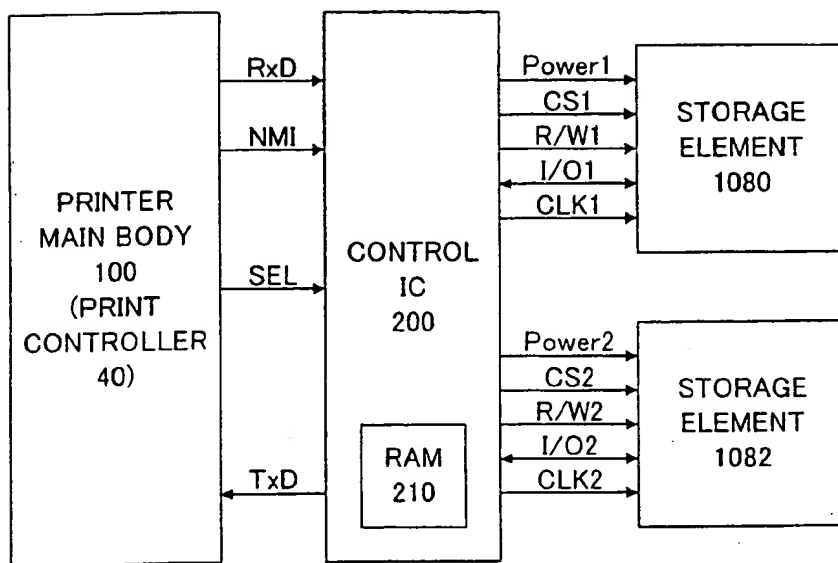 PRINTER
MAIN BODY
100
(PRINT
CONTROLLER
40)
RxD
NMI
SEL
TxD
CONTROL
IC
200
RAM
210
Power1
CS1
R/W1
I/O1
CLK1
STORAGE
ELEMENT
1080
Power2
CS2
R/W2
I/O2
CLK2
STORAGE
ELEMENT
1082